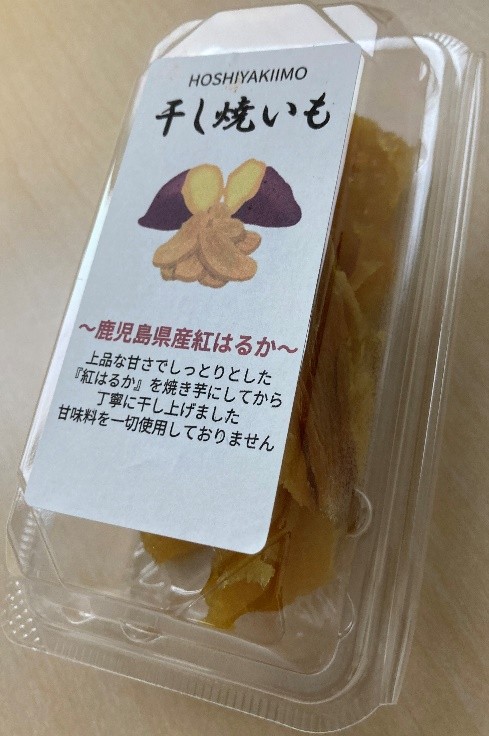 HOSHIYAKIIMO
干し焼いも
～鹿児島県産紅はるか～
上品な甘さでしっとりとした
『紅はるか』を焼き芋にしてから
丁寧に干し上げました
甘味料を一切使用しておりません